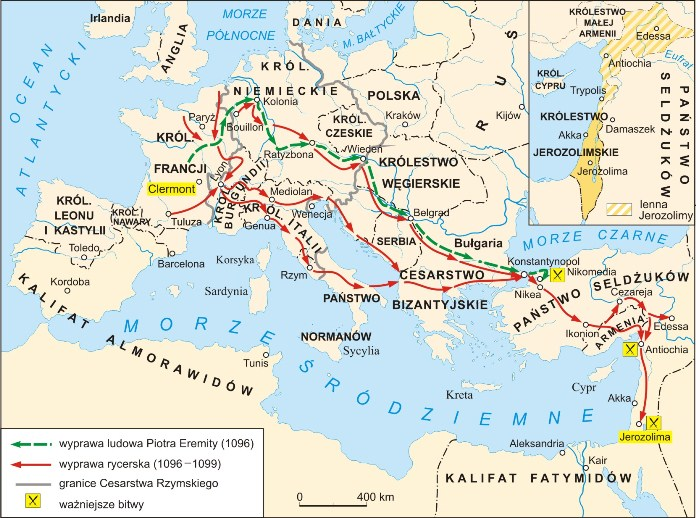 Irlandia
MORZE
PÓŁNOCNE
DANIA
M. BAŁTYCKIE
ANGLIA
OCEAN
ATLANTYCKI
KRÓL.
NIEMIECKIE
Kolonia
Bouillon
Paryż
POLSKA
Kraków
RUŚ
KRÓL.
CZESKIE
KRÓL.
FRANCJI
Clermont
Ratyzbona
Wiedeń
KRÓLESTWO
WĘGIERSKIE
Lyon
KRÓL.
BURGUNDII
KRÓL. ITALII
Mediolan
Wenecja
Genua
Belgrad
KRÓL.
LEONU
I KASTYLII
KRÓL.
NAWARY
Tuluza
Toledo
Barcelona
Kordoba
Korsyka
Sardynia
Rzym
SERBIA
Bułgaria
MORZE CZARNE
Konstantynopol
Nikomedia
Nikea
CESARSTWO
BIZANTYJSKIE
PAŃSTWO
NORMANÓW
Sycylia
PAŃSTWO SELDŻUKÓW
Cezareja
ARMENIA
Edessa
Ikonion
Antiochia
KALIFAT ALMORAWIDÓW
Tunis
MORZE ŚRÓDZIEMNE
Kreta
Cypr
Akka
Jerozolima
Aleksandria
Kair
KALIFAT FATYMIDÓW
KRÓLESTWO
MAŁEJ
ARMENII
Edessa
Eufrat
Antiochia
KRÓL.
CYPRU
Trypolis
KRÓLESTWO
Akka
Damaszek
JEROZOLIMSKIE
Jerozolima
PAŃSTWO
SELDŻUKÓW
lenna
Jerozolimy
wyprawa ludowa Piotra Eremity (1096)
wyprawa rycerska (1096–1099)
granice Cesarstwa Rzymskiego
ważniejsze bitwy
0 400 km